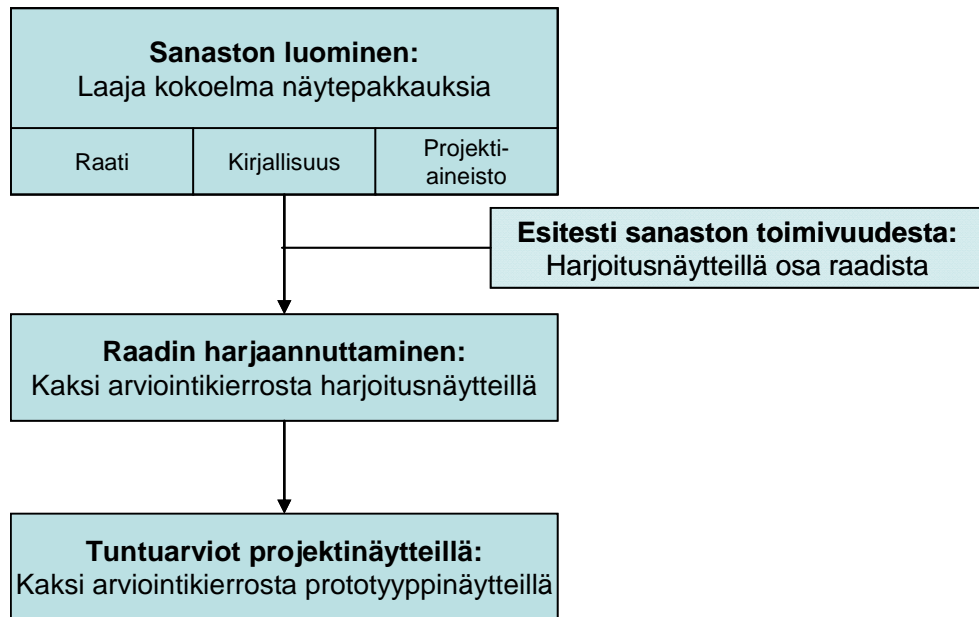 Sanaston luominen:
Laaja kokoelma näytepakkauksia
Raati
Kirjallisuus
Projekti-
aineisto
Esitesti sanaston toimivuudesta:
Harjoitusnäytteillä osa raadista
Raadin harjaannuttaminen:
Kaksi arviointikierrosta harjoitusnäytteillä
Tuntuarviot projektinäytteillä:
Kaksi arviointikierrosta prototyyppinäytteillä